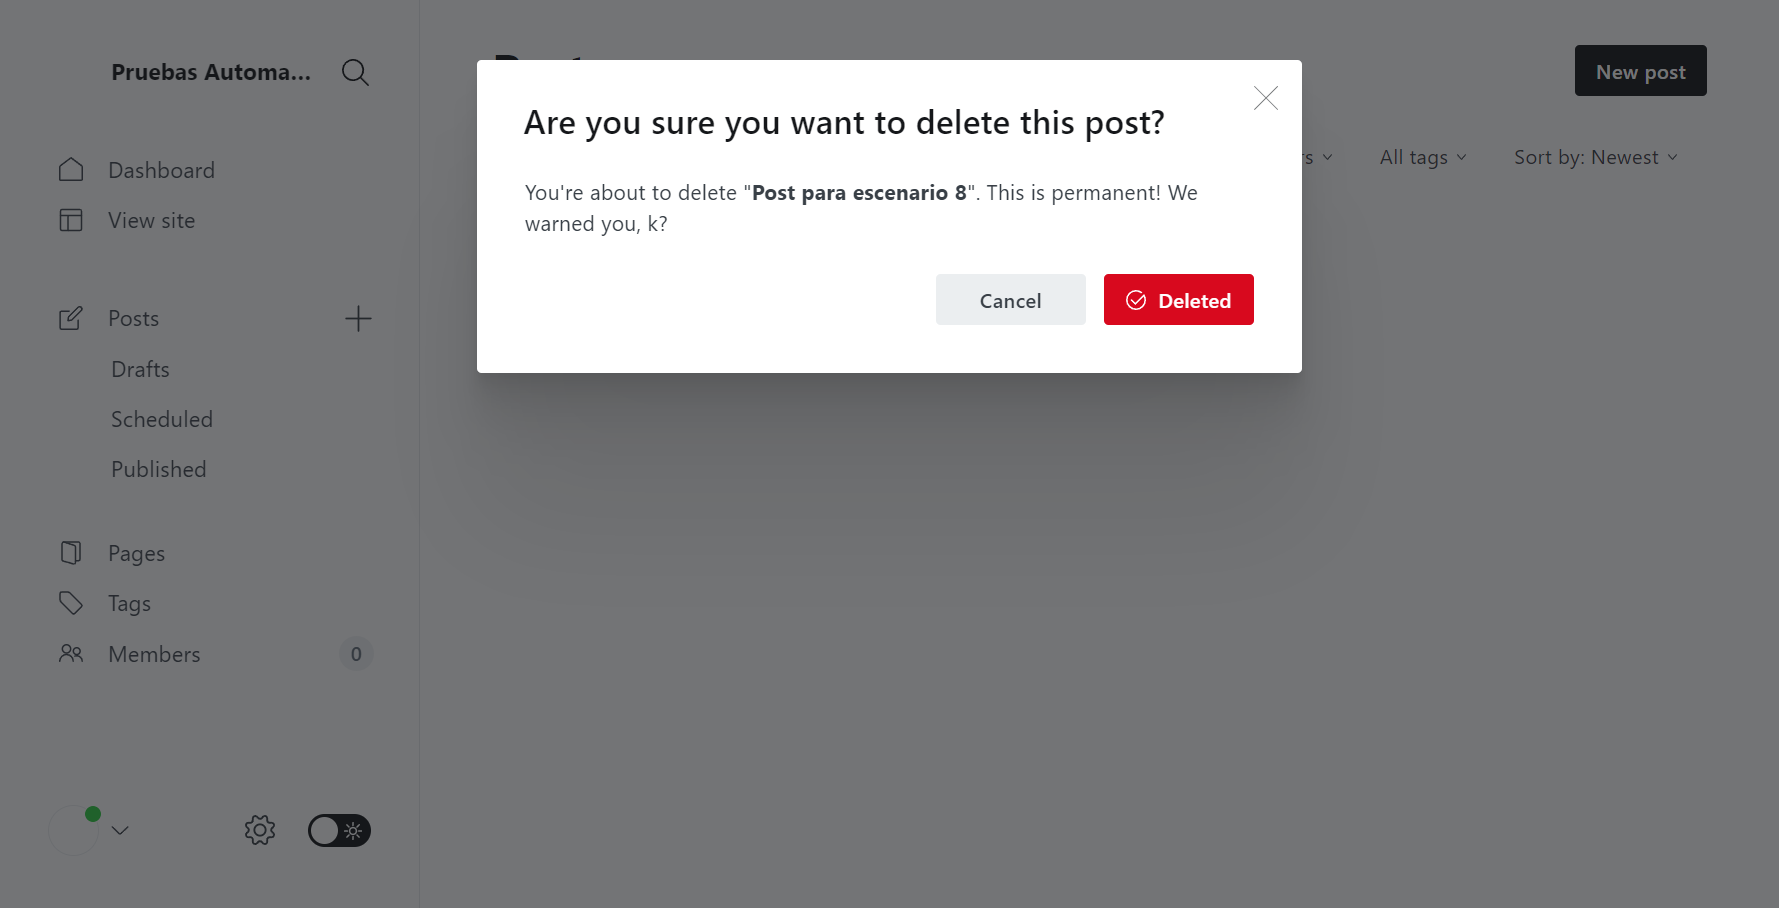 Pruebas Automa...
New post
Are you sure you want to delete this post?
All tags
Sort by: Newest
Dashboard
You're about to delete "Post para escenario 8". This is permanent! We
warned you, k?
View site
Cancel
Deleted
Posts
Drafts
Scheduled
Published
Pages
Tags
Members
0